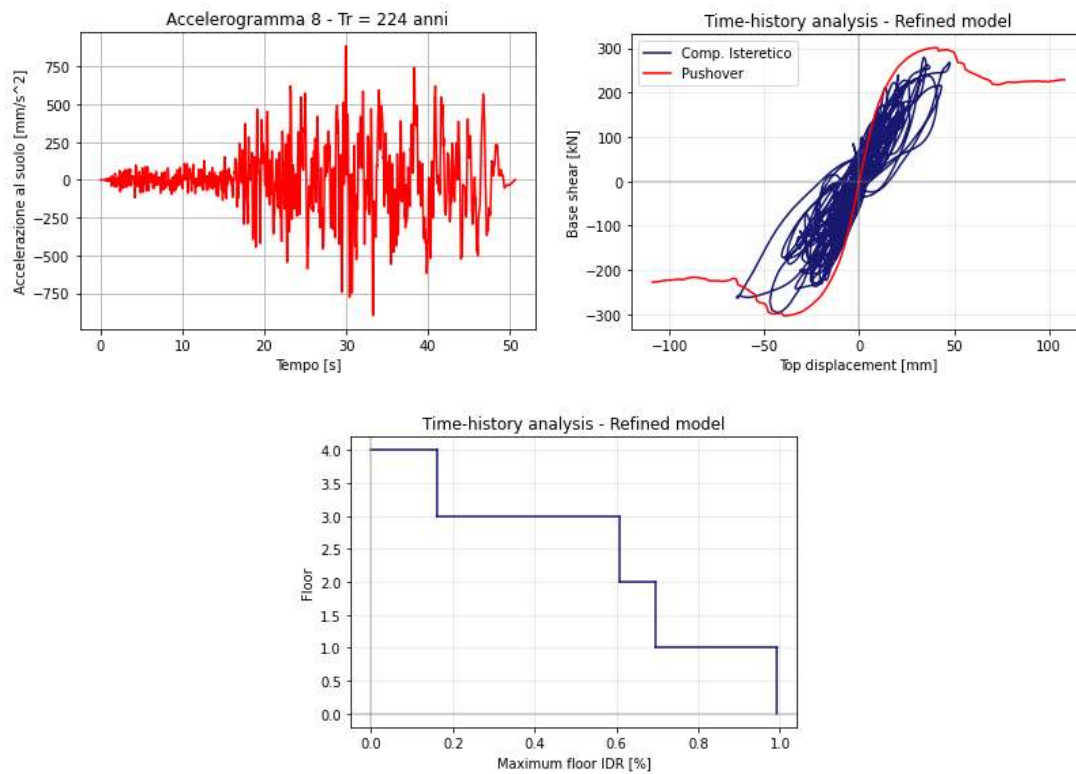 Accelerogramma 8 - Tr = 224 anni
Accelerazione al suolo [mm/s^2]
750
500
250
0
−250
−500
−750
0 10 20 30 40 50
Tempo [s]
Time-history analysis - Refined model
Comp. Isteretico
Pushover
Base shear [kN]
300
200
100
0
−100
−200
−300
−100 −50 0 50 100
Top displacement [mm]
Time-history analysis - Refined model
Floor
4.0
3.5
3.0
2.5
2.0
1.5
1.0
0.5
0.0
0.0 0.2 0.4 0.6 0.8 1.0
Maximum floor IDR [%]